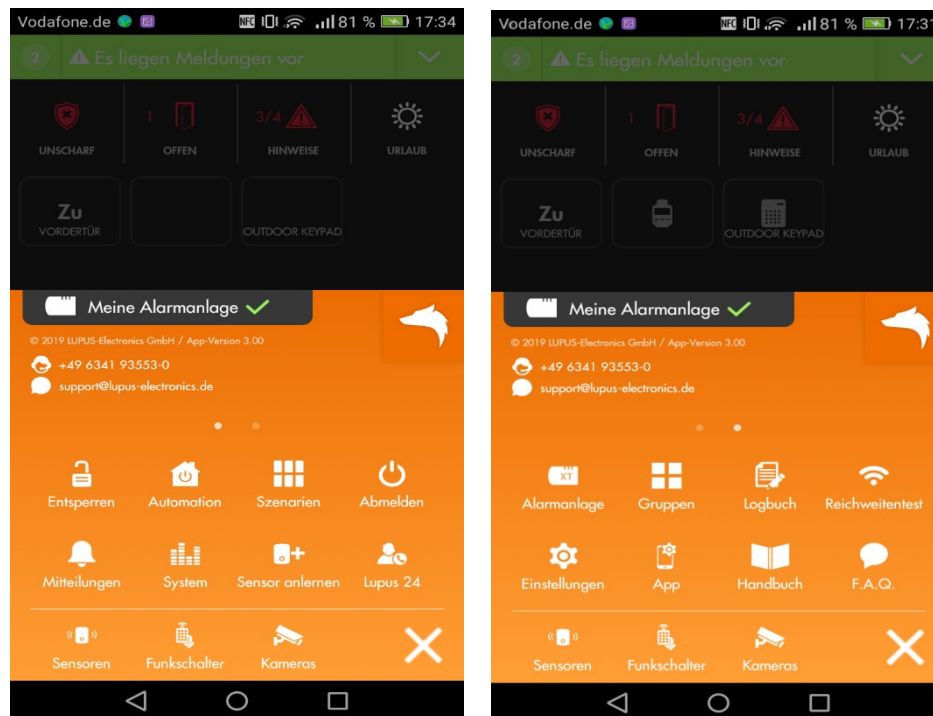 Vodafone.de NFC 81 % 17:34
2 Es liegen Meldungen vor
1 3/4
UNSCHARF OFFEN HINWEISE URLAUB
Zu
VORDERTÜR OUTDOOR KEYPAD
Meine Alarmanlage
© 2019 LUPUS-Electronics GmbH / App-Version 3.00
+49 6341 93553-0
support@lupus-electronics.de
Entsperren Automation Szenarien Abmelden
Mitteilungen System Sensor anlernen Lupus 24
Sensoren Funkschalter Kameras
Vodafone.de NFC 81 % 17:31
2 Es liegen Meldungen vor
1 3/4
UNSCHARF OFFEN HINWEISE URLAUB
Zu
VORDERTÜR OUTDOOR KEYPAD
Meine Alarmanlage
© 2019 LUPUS-Electronics GmbH / App-Version 3.00
+49 6341 93553-0
support@lupus-electronics.de
XT
Alarmanlage Gruppen Logbuch Reichweitentest
Einstellungen App Handbuch F.A.Q.
Sensoren Funkschalter Kameras